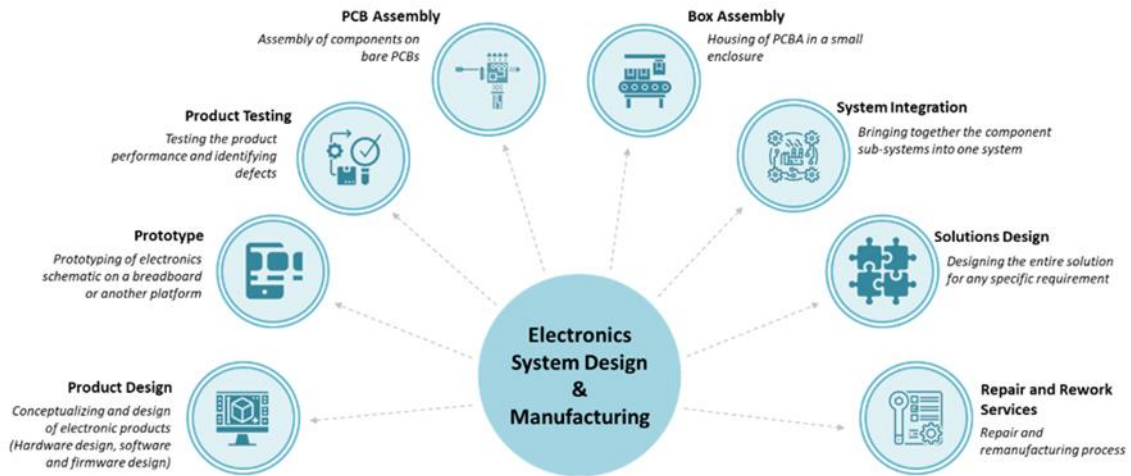 PCB Assembly
Assembly of components on
bare PCBs
Box Assembly
Housing of PCBA in a small
enclosure
Product Testing
Testing the product
performance and identifying
defects
System Integration
Bringing together the component
sub-systems into one system
Prototype
Prototyping of electronics
schematic on a breadboard
or another platform
Solutions Design
Designing the entire solution
for any specific requirement
Electronics
System Design
&
Manufacturing
Product Design
Conceptualizing and design
of electronic products
(Hardware design, software
and firmware design)
Repair and Rework
Services
Repair and
remanufacturing process